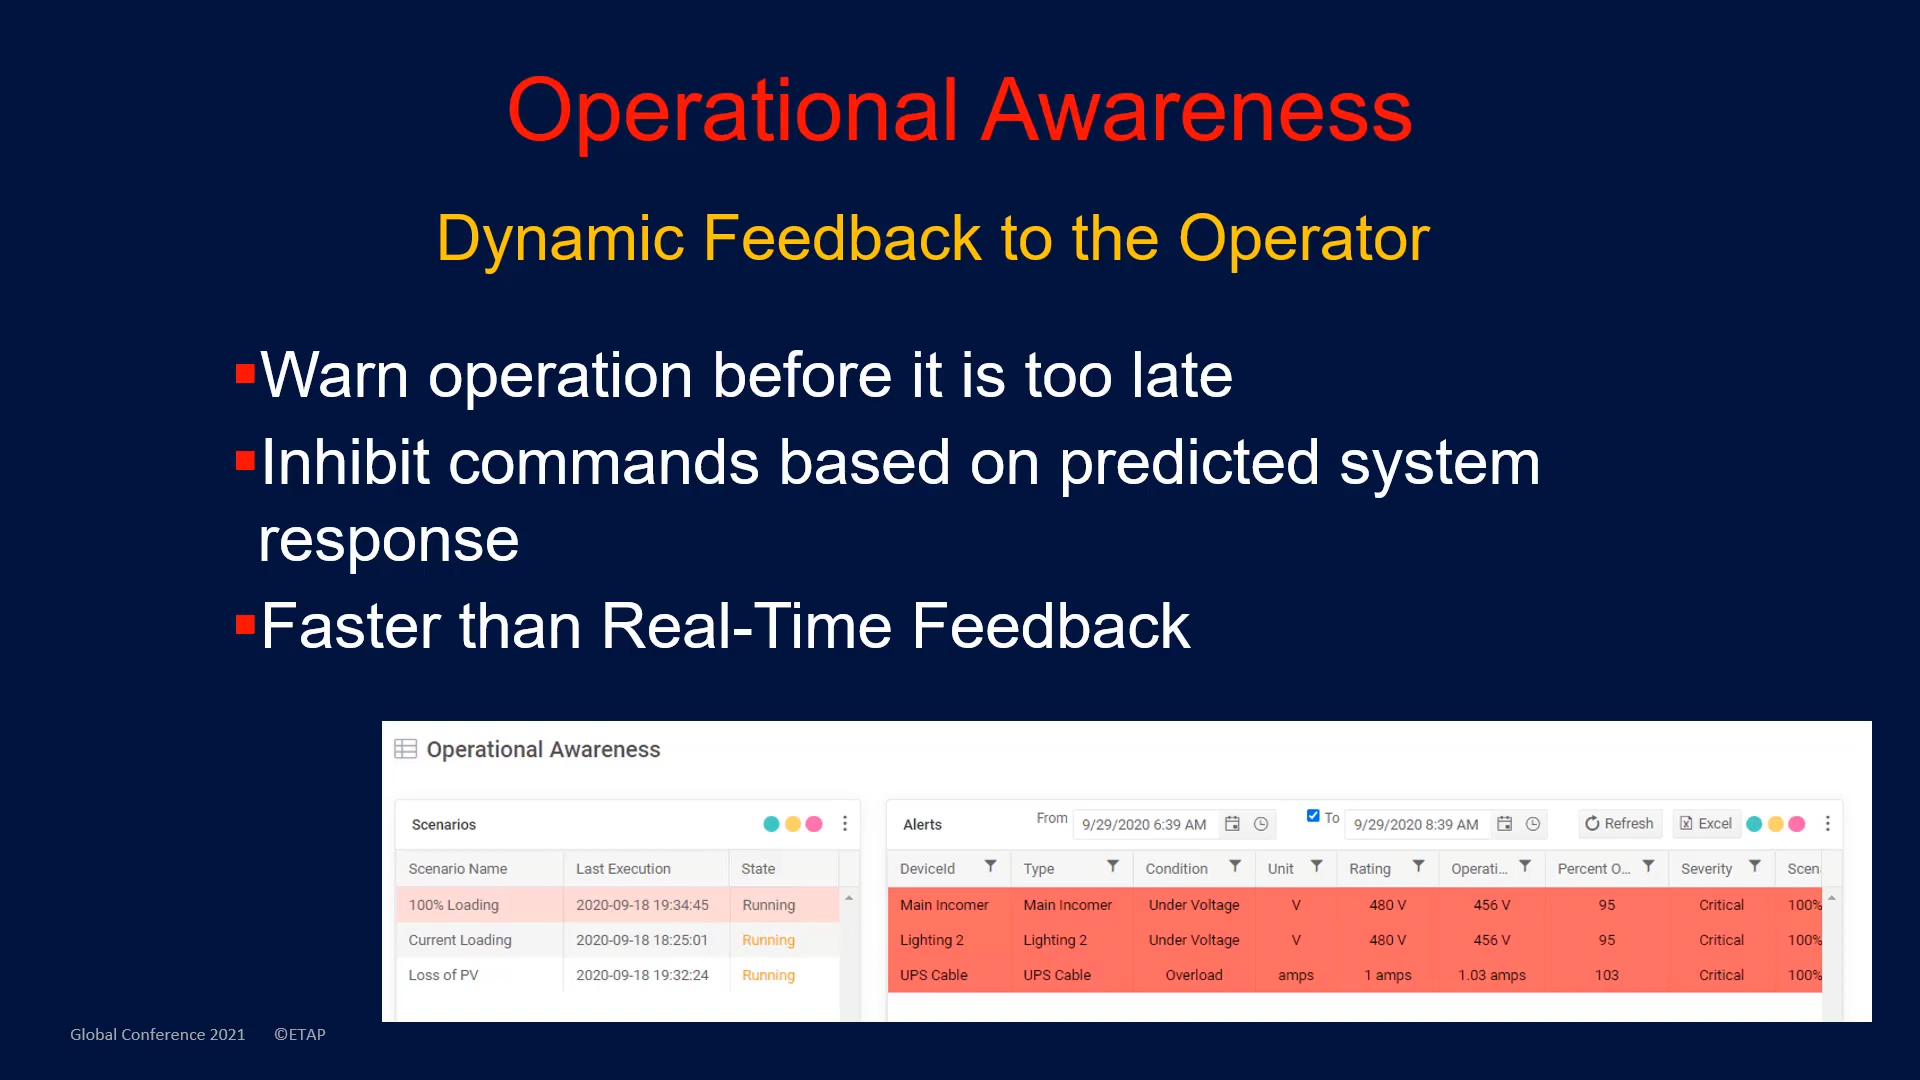 Operational Awareness
Dynamic Feedback to the Operator
Warn operation before it is too late
Inhibit commands based on predicted system
response
Faster than Real-Time Feedback
Operational Awareness
Scenarios
Scenario Name Last Execution State
100% Loading 2020-09-18 19:34:45 Running
Current Loading 2020-09-18 18:25:01 Running
Loss of PV 2020-09-18 19:32:24 Running
Alerts From 9/29/2020 6:39 AM To 9/29/2020 8:39 AM Refresh Excel
DeviceId Type Condition Unit Rating Operati... Percent O... Severity Scen
Main Incomer Main Incomer Under Voltage V 480 V 456 V 95 Critical 100%
Lighting 2 Lighting 2 Under Voltage V 480 V 456 V 95 Critical 100%
UPS Cable UPS Cable Overload amps 1 amps 1.03 amps 103 Critical 100%
Global Conference 2021 ©ETAP